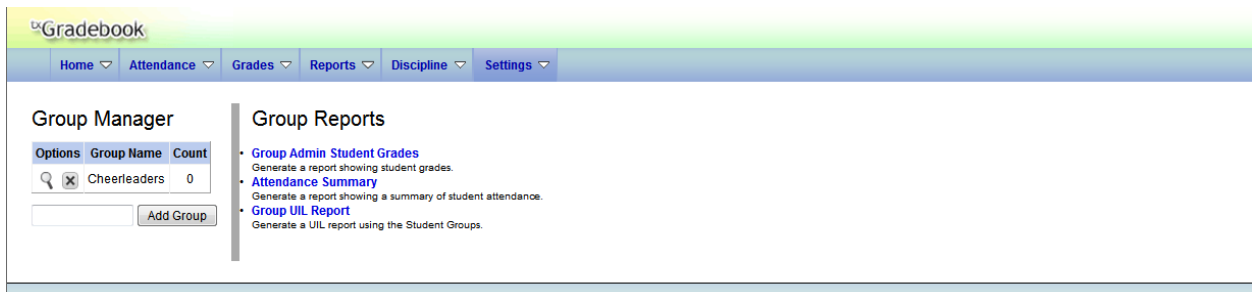 txGradebook
Home Attendance Grades Reports Discipline Settings
Group Manager
Options Group Name Count
Cheerleaders 0
Add Group
Group Reports
• Group Admin Student Grades
Generate a report showing student grades.
• Attendance Summary
Generate a report showing a summary of student attendance.
• Group UIL Report
Generate a UIL report using the Student Groups.